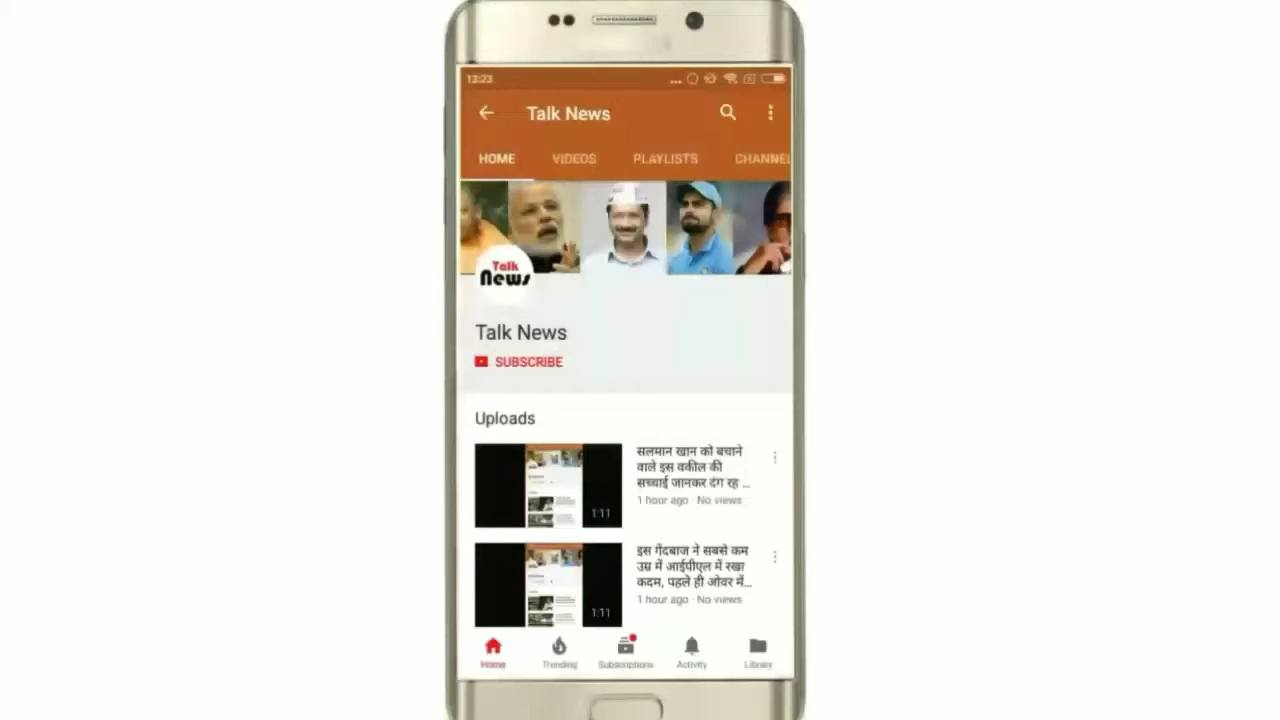 13:23
Talk News
HOME VIDEOS PLAYLISTS CHANNEL
Talk
News
Talk News
SUBSCRIBE
Uploads
सलमान खान को बचाने
वाले इस वकील की
सच्चाई जानकर दंग रह ...
1 hour ago · No views
1:11
इस गेंदबाज ने सबसे कम
उम्र में आईपीएल में रखा
कदम, पहले ही ओवर में...
1 hour ago · No views
1:11
Home Trending Subscriptions Activity Library